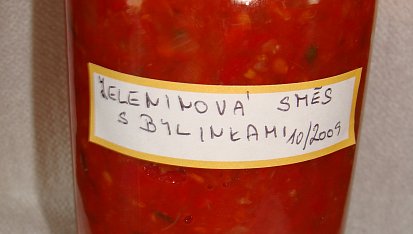 ZELENINOVÁ SMĚS
S BYLINKAMI 10/2009